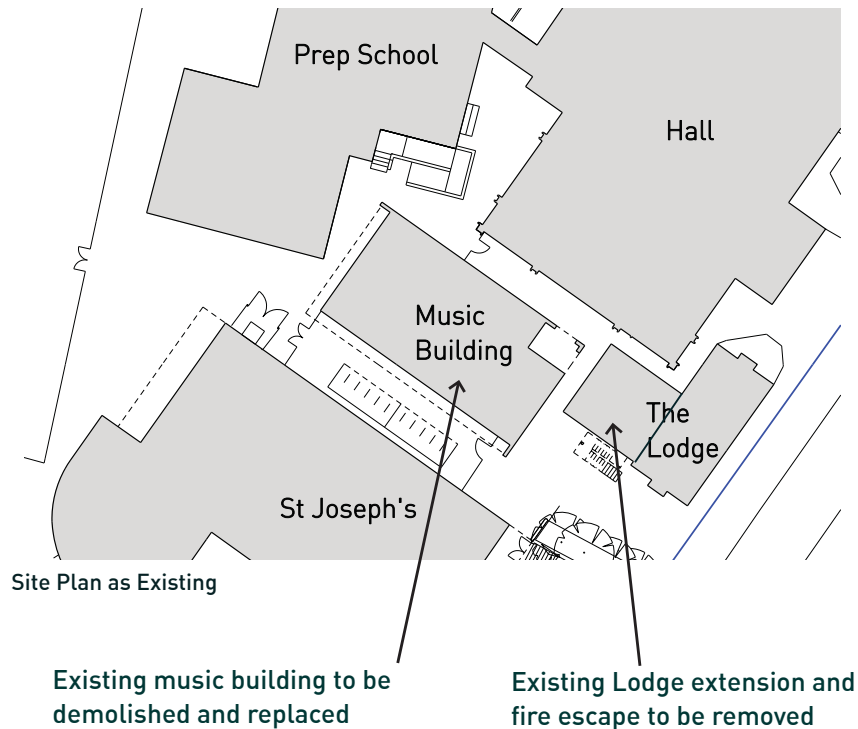 Prep School
Hall
Music
Building
The
Lodge
St Joseph's
Site Plan as Existing
Existing music building to be
demolished and replaced
Existing Lodge extension and
fire escape to be removed